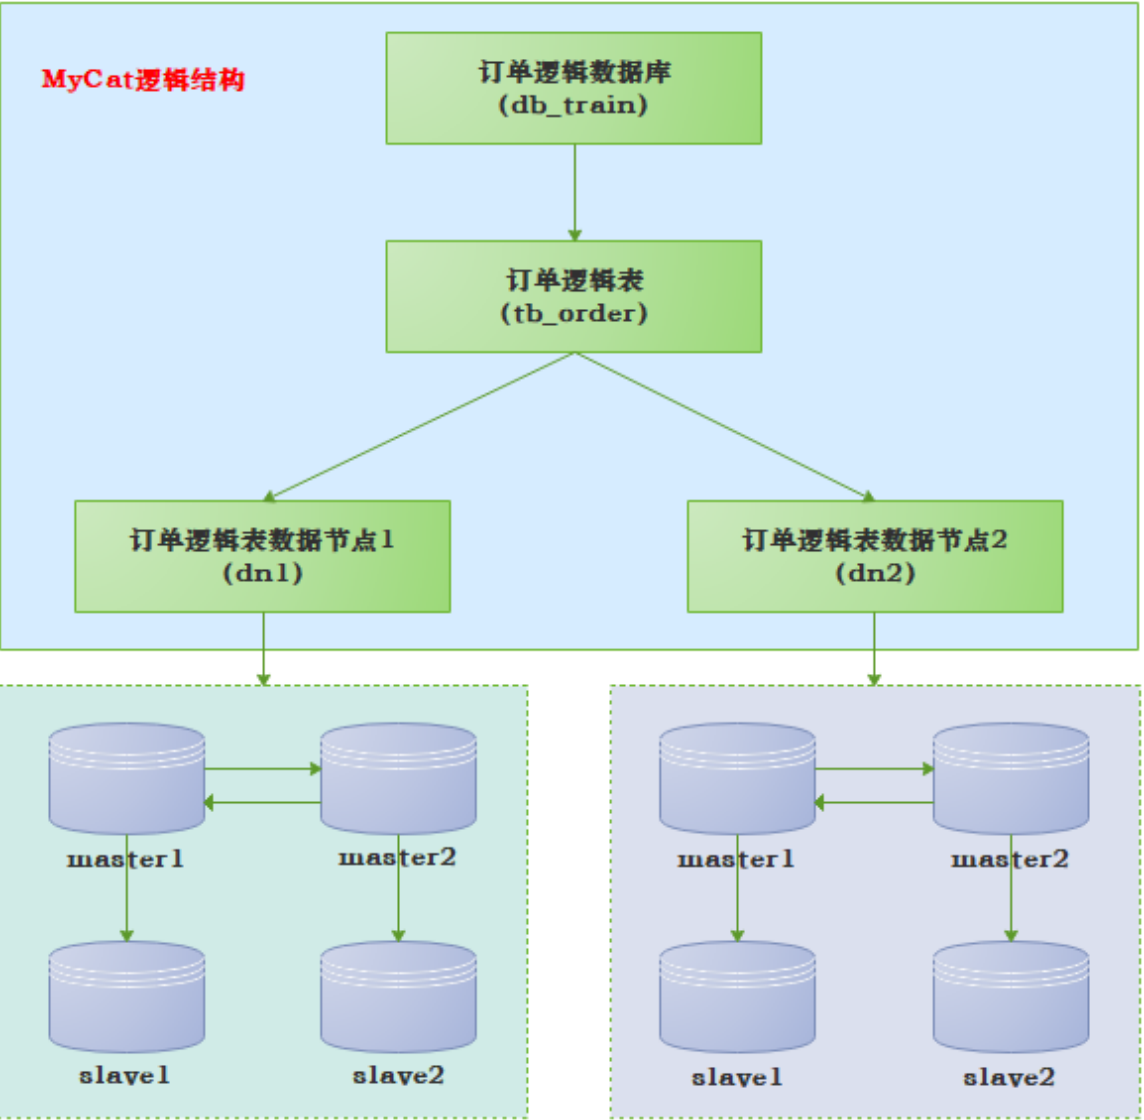 MyCat逻辑结构
订单逻辑数据库
(db_train)
订单逻辑表
(tb_order)
订单逻辑表数据节点1
(dn1)
订单逻辑表数据节点2
(dn2)
master1
master2
master1
master2
slave1
slave2
slave1
slave2